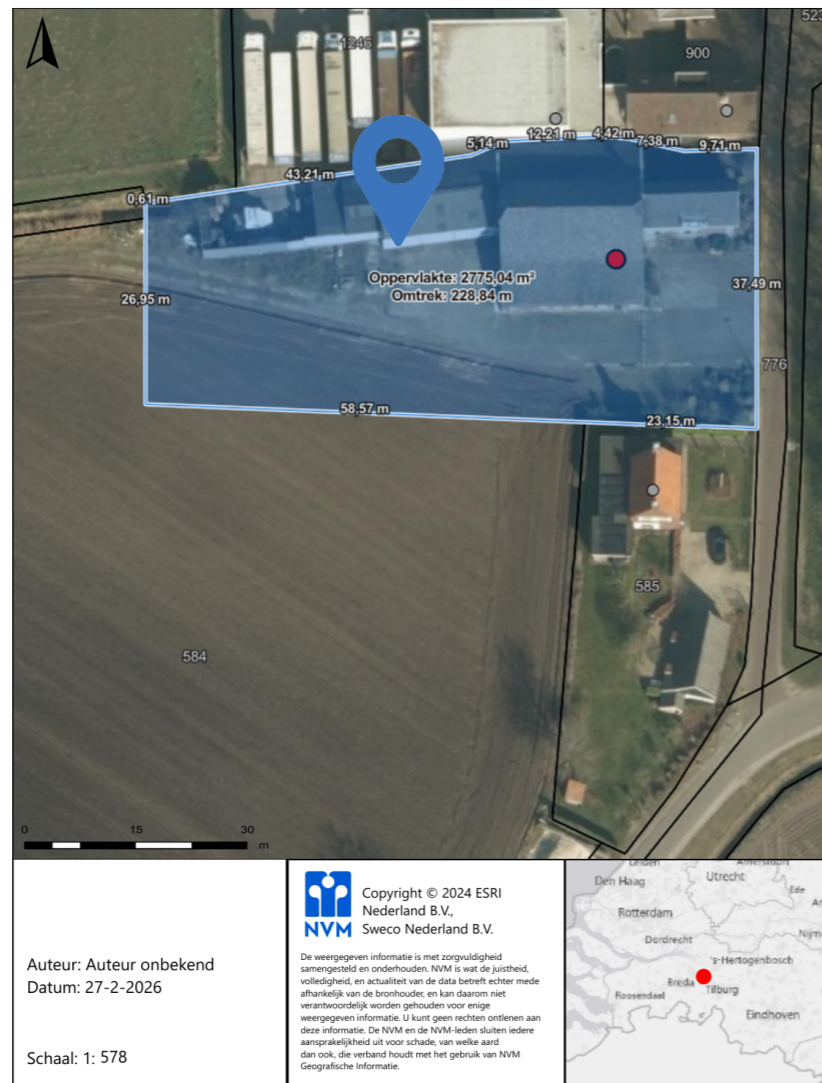 523
1246
900
12,21 m
4,42 m
7,38 m
9,71 m
5,14 m
43,21 m
0,61 m
Oppervlakte: 2775,04 m²
Omtrek: 228,84 m
37,49 m
26,95 m
776
58,57 m
23,15 m
585
584
0 15 30
m
Auteur: Auteur onbekend
Datum: 27-2-2026
Schaal: 1: 578
NVM
Copyright © 2024 ESRI
Nederland B.V.,
Sweco Nederland B.V.
De weergegeven informatie is met zorgvuldigheid
samengesteld en onderhouden. NVM is wat de juistheid,
volledigheid, en actualiteit van de data betreft echter mede
afhankelijk van de bronhouder, en kan daarom niet
verantwoordelijk worden gehouden voor enige
weergegeven informatie. U kunt geen rechten ontlenen aan
deze informatie. De NVM en de NVM-leden sluiten iedere
aansprakelijkheid uit voor schade, van welke aard
dan ook, die verband houdt met het gebruik van NVM
Geografische Informatie.
Leiden
Amersfoort
Den Haag
Utrecht
Ede
Ar
Rotterdam
Nijm
Dordrecht
's-Hertogenbosch
Breda
Tilburg
Roosendaal
Eindhoven